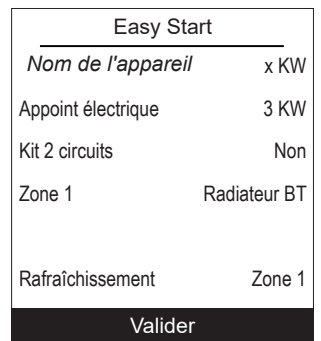 Easy Start
Nom de l'appareil x KW
Appoint électrique 3 KW
Kit 2 circuits Non
Zone 1 Radiateur BT
Rafraîchissement Zone 1
Valider